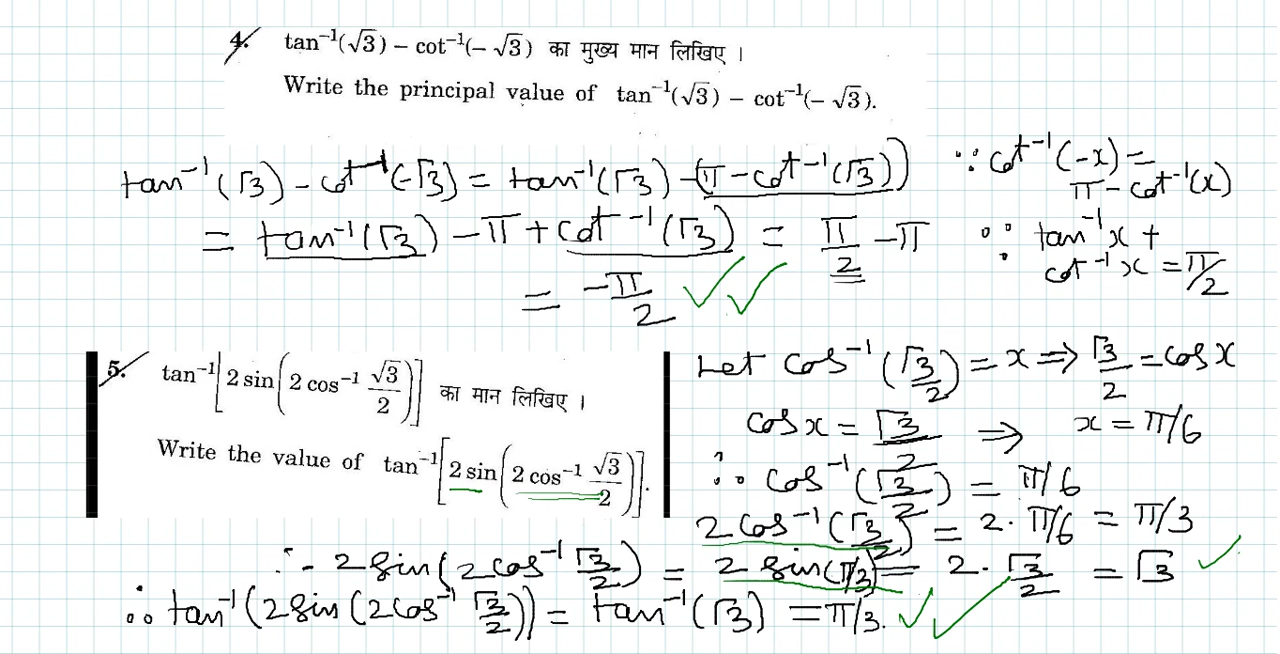 4. tan⁻¹(√3) – cot⁻¹(– √3) का मुख्य मान लिखिए ।
Write the principal value of tan⁻¹(√3) – cot⁻¹(– √3).
tan⁻¹(√3) – cot⁻¹(–√3) = tan⁻¹(√3) – (π – cot⁻¹(√3)) ∵ cot⁻¹(–x) =
π – cot⁻¹(x)
= tan⁻¹(√3) – π + cot⁻¹(√3) = π/2 – π ∵ tan⁻¹x +
cot⁻¹x = π/2
= –π/2
5. tan⁻¹[2 sin(2 cos⁻¹ √3/2)] का मान लिखिए ।
Write the value of tan⁻¹[2 sin(2 cos⁻¹ √3/2)].
Let cos⁻¹(√3/2) = x ⇒ √3/2 = cos x
cos x = √3/2 ⇒ x = π/6
∴ cos⁻¹(√3/2) = π/6
2 cos⁻¹(√3/2) = 2 · π/6 = π/3
∴ 2 sin(2 cos⁻¹ √3/2) = 2 sin(π/3) = 2 · √3/2 = √3
∴ tan⁻¹(2 sin(2 cos⁻¹ √3/2)) = tan⁻¹(√3) = π/3.